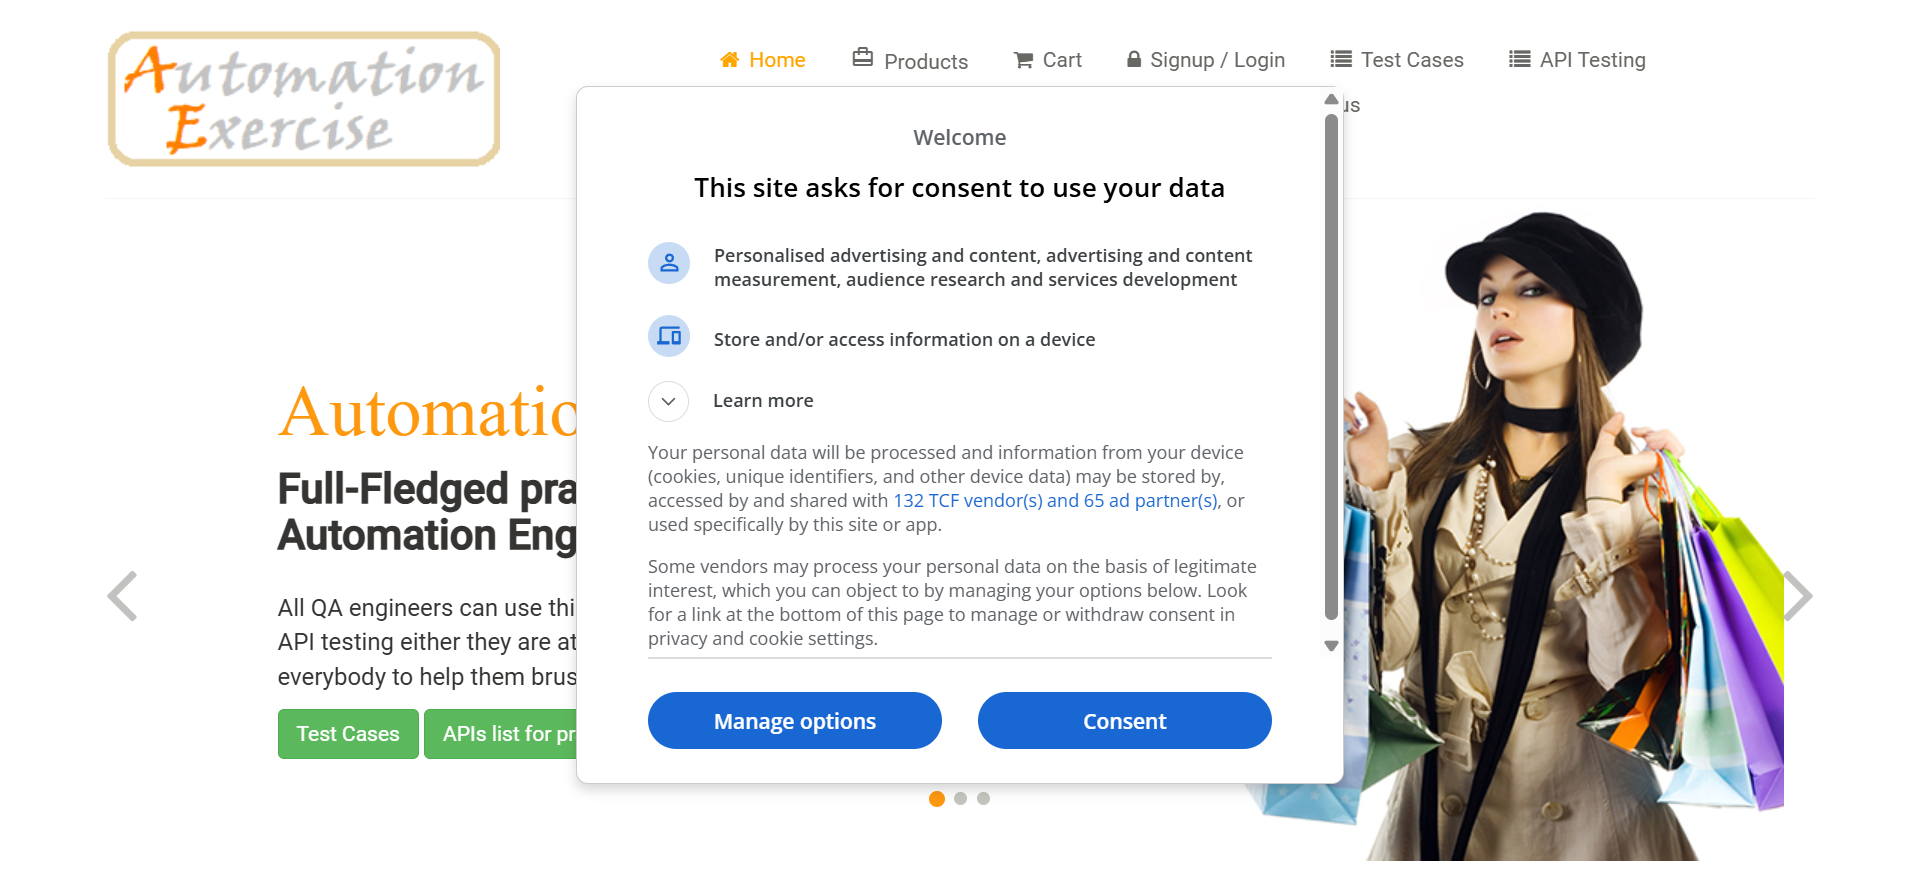 Automation
Exercise
Home
Products
Cart
Signup / Login
Test Cases
API Testing
us
Welcome
This site asks for consent to use your data
Personalised advertising and content, advertising and content
measurement, audience research and services development
Store and/or access information on a device
Learn more
Your personal data will be processed and information from your device
(cookies, unique identifiers, and other device data) may be stored by,
accessed by and shared with 132 TCF vendor(s) and 65 ad partner(s), or
used specifically by this site or app.
Some vendors may process your personal data on the basis of legitimate
interest, which you can object to by managing your options below. Look
for a link at the bottom of this page to manage or withdraw consent in
privacy and cookie settings.
Manage options
Consent
Automatio
Full-Fledged pra
Automation Eng
All QA engineers can use thi
API testing either they are at
everybody to help them brus
Test Cases
APIs list for pr